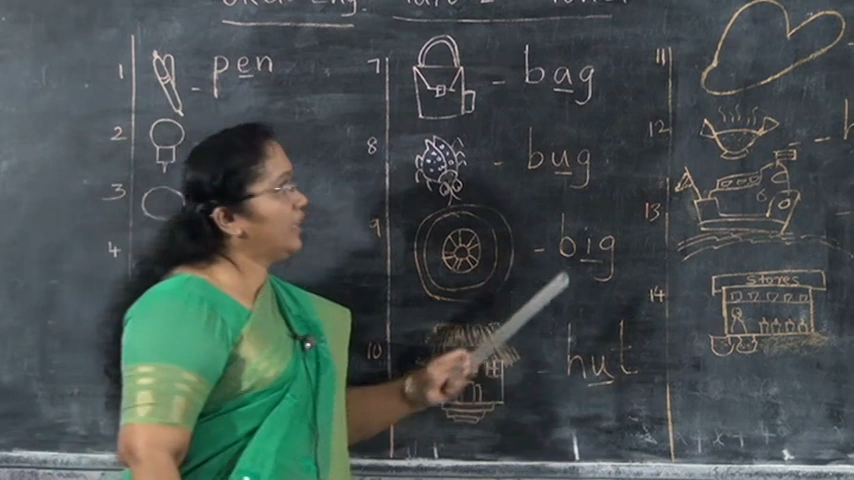 1 - pen
2
3
4
7 - bag
8 - bug
9 - big
10 - hut
11
12 -
13
14 stores